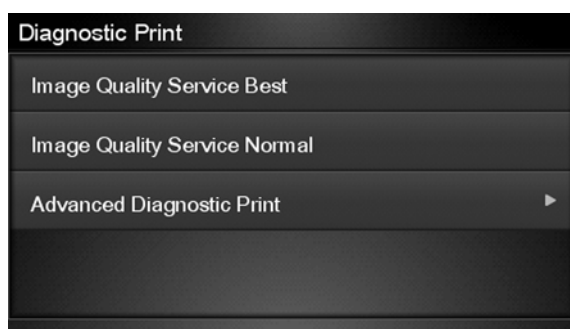 Diagnostic Print
Image Quality Service Best
Image Quality Service Normal
Advanced Diagnostic Print